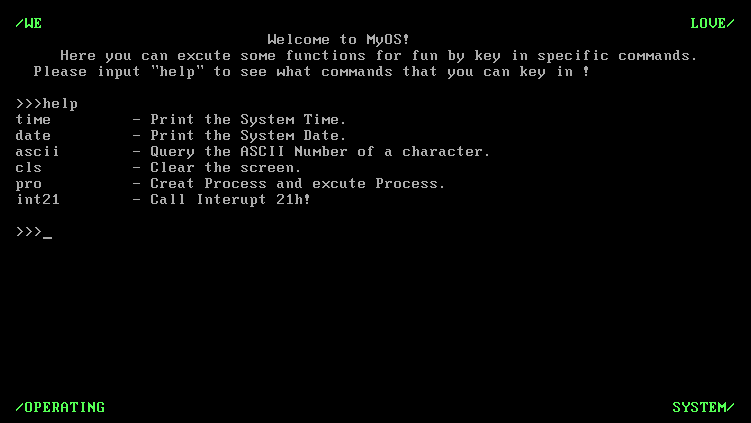 /WE LOVE/
Welcome to MyOS!
Here you can excute some functions for fun by key in specific commands.
Please input "help" to see what commands that you can key in !
>>>help
time - Print the System Time.
date - Print the System Date.
ascii - Query the ASCII Number of a character.
cls - Clear the screen.
pro - Creat Process and excute Process.
int21 - Call Interupt 21h!
>>>_
/OPERATING SYSTEM/